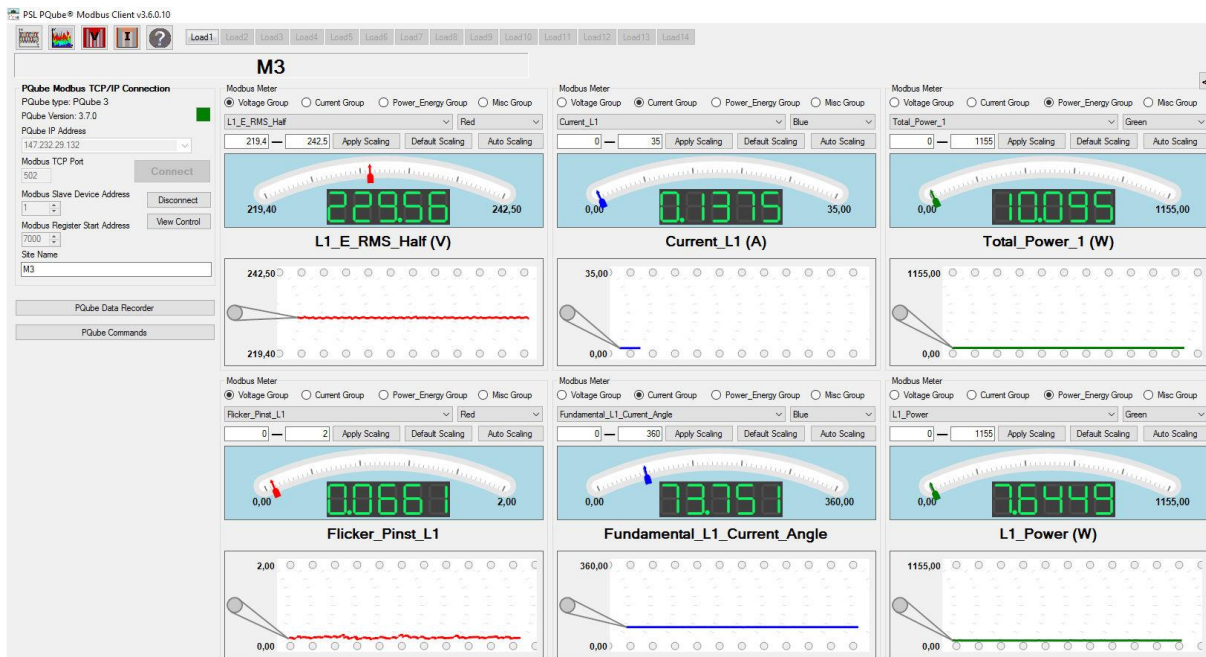 PSL PQube® Modbus Client v3.6.0.10
Load1 Load2 Load3 Load4 Load5 Load6 Load7 Load8 Load9 Load10 Load11 Load12 Load13 Load14
M3
PQube Modbus TCP/IP Connection
PQube type: PQube 3
PQube Version: 3.7.0
PQube IP Address
147.232.29.132
Modbus TCP Port
502
Connect
Modbus Slave Device Address
1
Disconnect
Modbus Register Start Address
7000
View Control
Site Name
M3
PQube Data Recorder
PQube Commands
Modbus Meter
Voltage Group Current Group Power_Energy Group Misc Group
L1_E_RMS_Half Red
219,4 — 242,5 Apply Scaling Default Scaling Auto Scaling
219,40 229.56 242,50
L1_E_RMS_Half (V)
242,50
219,40
Modbus Meter
Voltage Group Current Group Power_Energy Group Misc Group
Current_L1 Blue
0 — 35 Apply Scaling Default Scaling Auto Scaling
0,00 0.1375 35,00
Current_L1 (A)
35,00
0,00
Modbus Meter
Voltage Group Current Group Power_Energy Group Misc Group
Total_Power_1 Green
0 — 1155 Apply Scaling Default Scaling Auto Scaling
0,00 10.095 1155,00
Total_Power_1 (W)
1155,00
0,00
Modbus Meter
Voltage Group Current Group Power_Energy Group Misc Group
Flicker_Pinst_L1 Red
0 — 2 Apply Scaling Default Scaling Auto Scaling
0,00 0.0661 2,00
Flicker_Pinst_L1
2,00
0,00
Modbus Meter
Voltage Group Current Group Power_Energy Group Misc Group
Fundamental_L1_Current_Angle Blue
0 — 360 Apply Scaling Default Scaling Auto Scaling
0,00 73.751 360,00
Fundamental_L1_Current_Angle
360,00
0,00
Modbus Meter
Voltage Group Current Group Power_Energy Group Misc Group
L1_Power Green
0 — 1155 Apply Scaling Default Scaling Auto Scaling
0,00 7.6449 1155,00
L1_Power (W)
1155,00
0,00